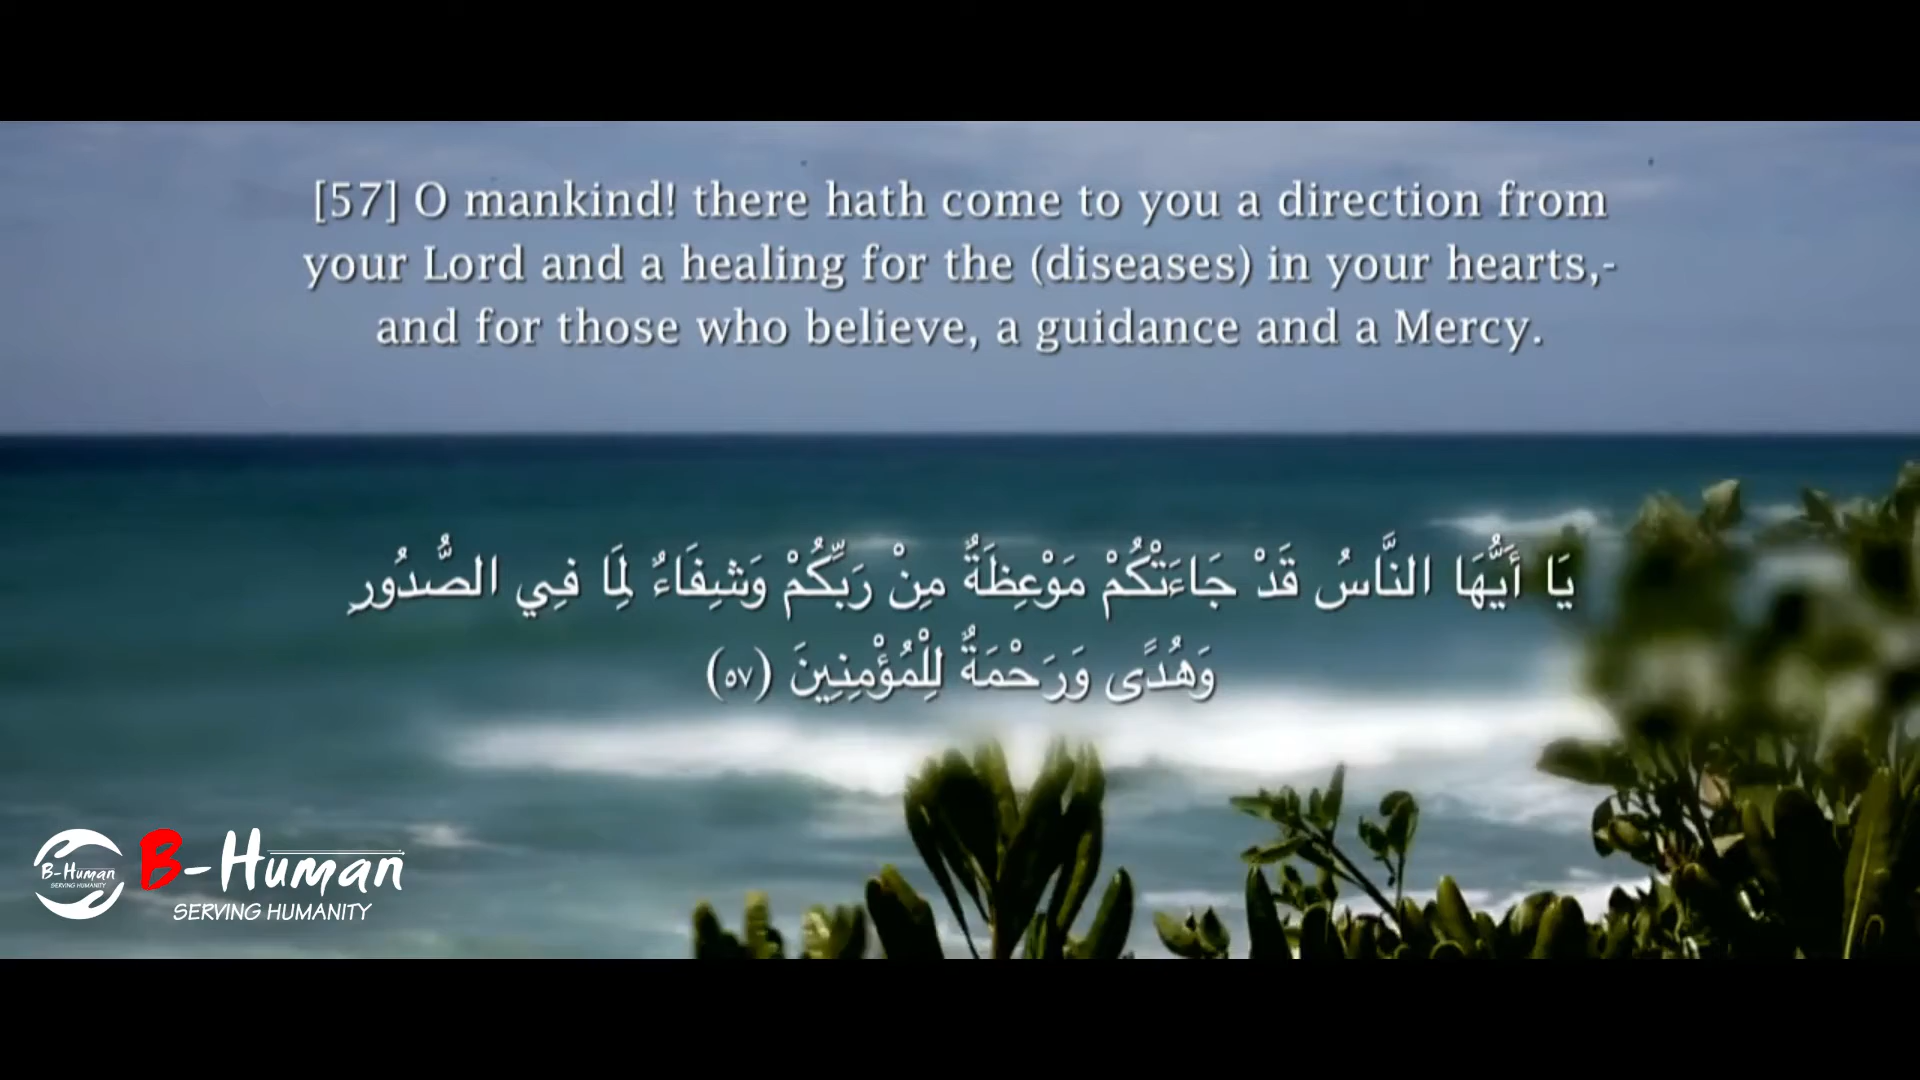 [57] O mankind! there hath come to you a direction from
your Lord and a healing for the (diseases) in your hearts,-
and for those who believe, a guidance and a Mercy.
يَا أَيُّهَا النَّاسُ قَدْ جَاءَتْكُمْ مَوْعِظَةٌ مِنْ رَبِّكُمْ وَشِفَاءٌ لِمَا فِي الصُّدُورِ
وَهُدًى وَرَحْمَةٌ لِلْمُؤْمِنِينَ (٥٧)
B-Human
SERVING HUMANITY
B-Human
SERVING HUMANITY